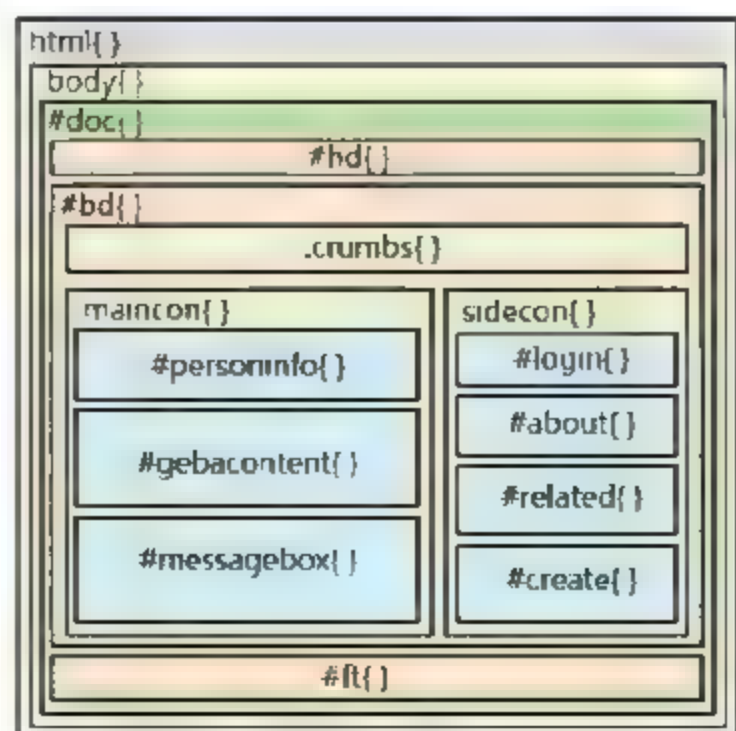 html{ }
body{ }
#doc{ }
#hd{ }
#bd{ }
.crumbs{ }
maincon{ }
#personinfo{ }
#gebacontent{ }
#messagebox{ }
sidecon{ }
#login{ }
#about{ }
#related{ }
#create{ }
#ft{ }